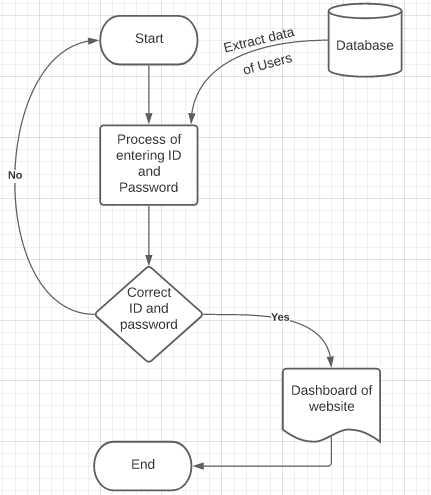 Start
Extract data
of Users
Database
Process of
entering ID
and
Password
No
Correct
ID and
password
Yes
Dashboard of
website
End